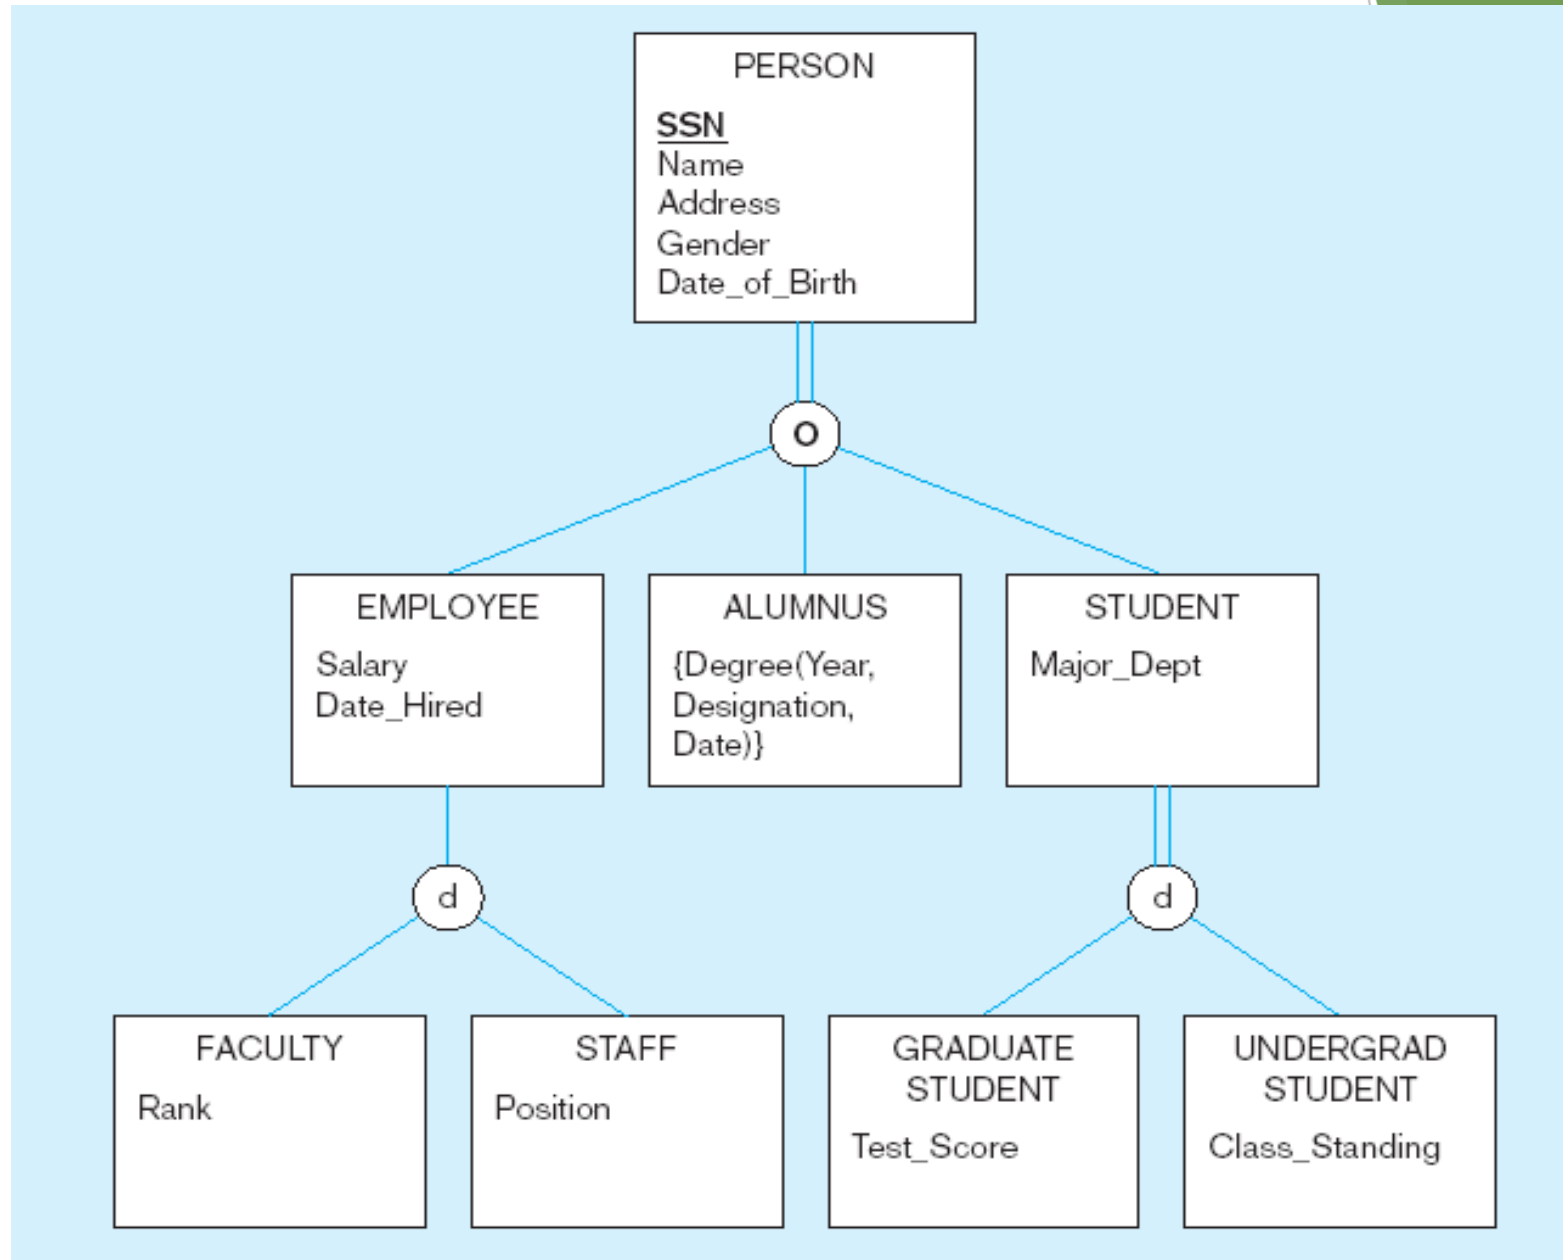 PERSON
SSN
Name
Address
Gender
Date_of_Birth
O
EMPLOYEE
Salary
Date_Hired
ALUMNUS
{Degree(Year,
Designation,
Date)}
STUDENT
Major_Dept
d
d
FACULTY
Rank
STAFF
Position
GRADUATE
STUDENT
Test_Score
UNDERGRAD
STUDENT
Class_Standing